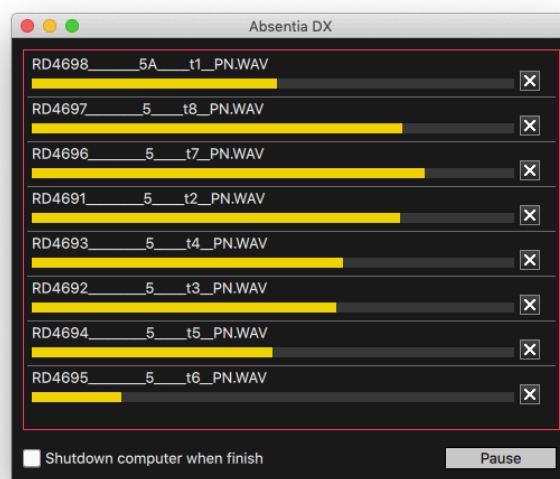 Absentia DX
RD4698_______5A____t1__PN.WAV
RD4697_______5____t8__PN.WAV
RD4696_______5____t7__PN.WAV
RD4691_______5____t2__PN.WAV
RD4693_______5____t4__PN.WAV
RD4692_______5____t3__PN.WAV
RD4694_______5____t5__PN.WAV
RD4695_______5____t6__PN.WAV
Shutdown computer when finish
Pause